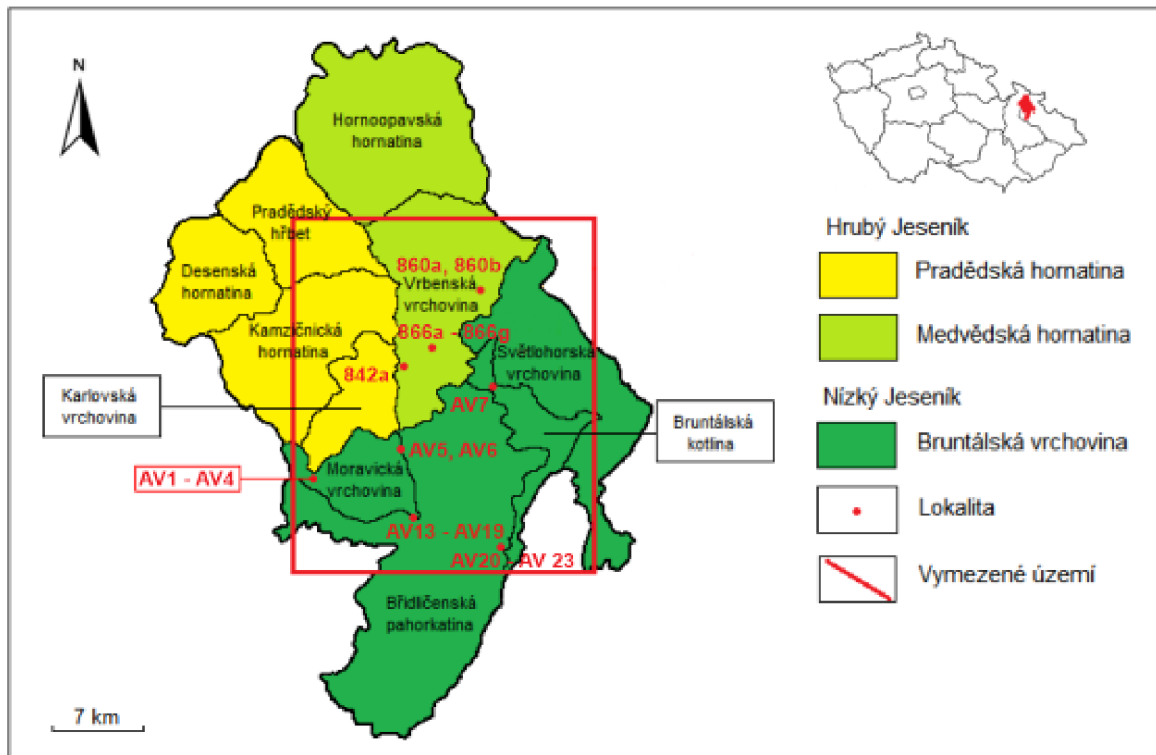 N
Hornoopavská
hornatina
Pradědský
hřbet
Desenská
hornatina
860a, 860b
Vrbenská
vrchovina
Kamzičnická
hornatina
866a - 866g
Světlohorská
vrchovina
842a
Karlovská
vrchovina
AV7
Bruntálská
kotlina
AV5, AV6
Moravická
vrchovina
AV1 - AV4
AV13 - AV19
AV20 - AV 23
Břidličenská
pahorkatina
7 km
Hrubý Jeseník
Pradědská hornatina
Medvědská hornatina
Nízký Jeseník
Bruntálská vrchovina
Lokalita
Vymezené území